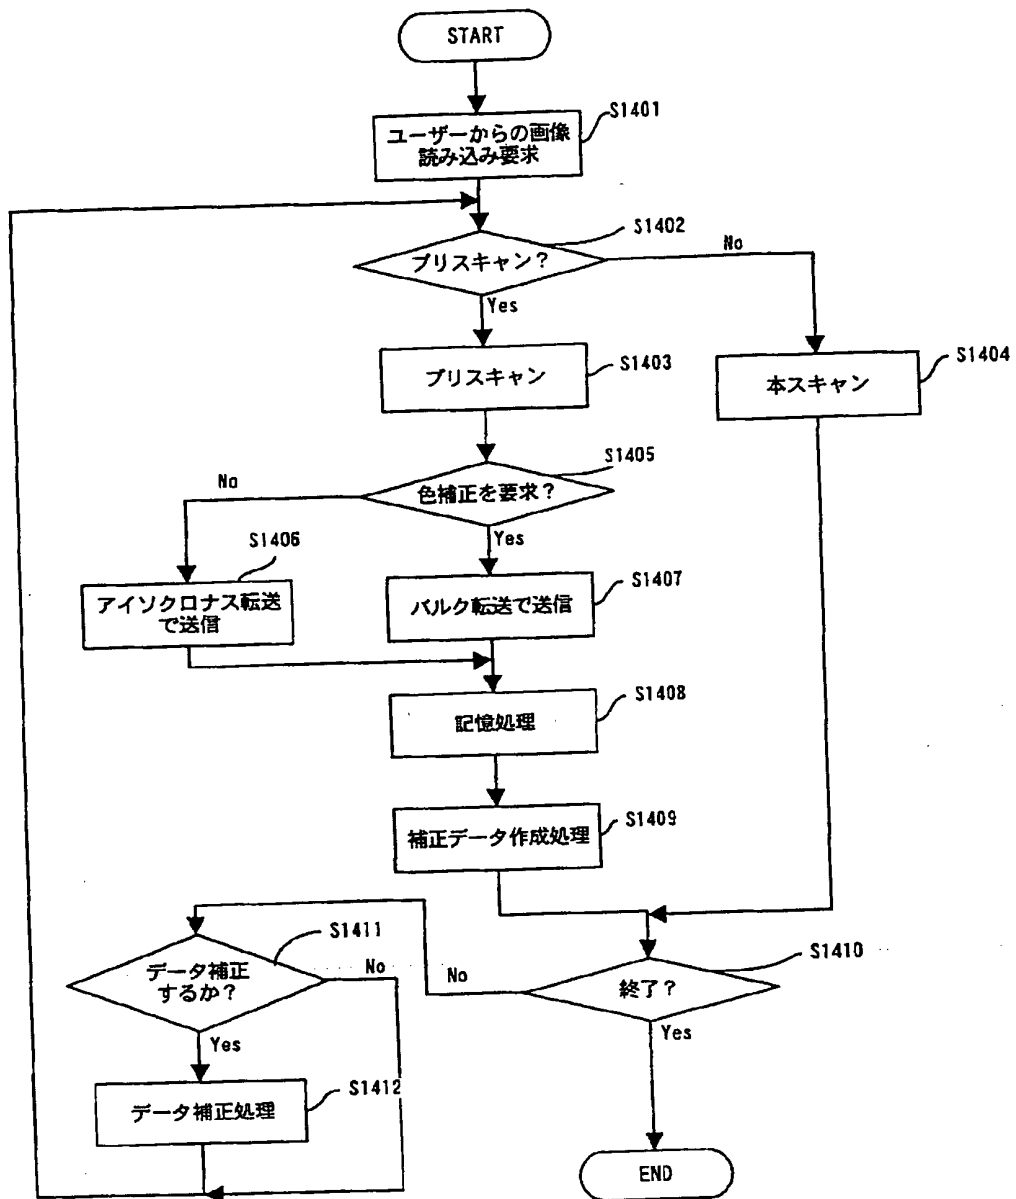 START
S1401
ユーザーからの画像
読み込み要求
S1402
プリスキャン？
No
Yes
プリスキャン
S1403
本スキャン
S1404
S1405
色補正を要求？
No
Yes
S1406
アイソクロナス転送
で送信
S1407
バルク転送で送信
記憶処理
S1408
補正データ作成処理
S1409
S1411
データ補正
するか？
No
Yes
S1410
終了？
No
Yes
データ補正処理
S1412
END